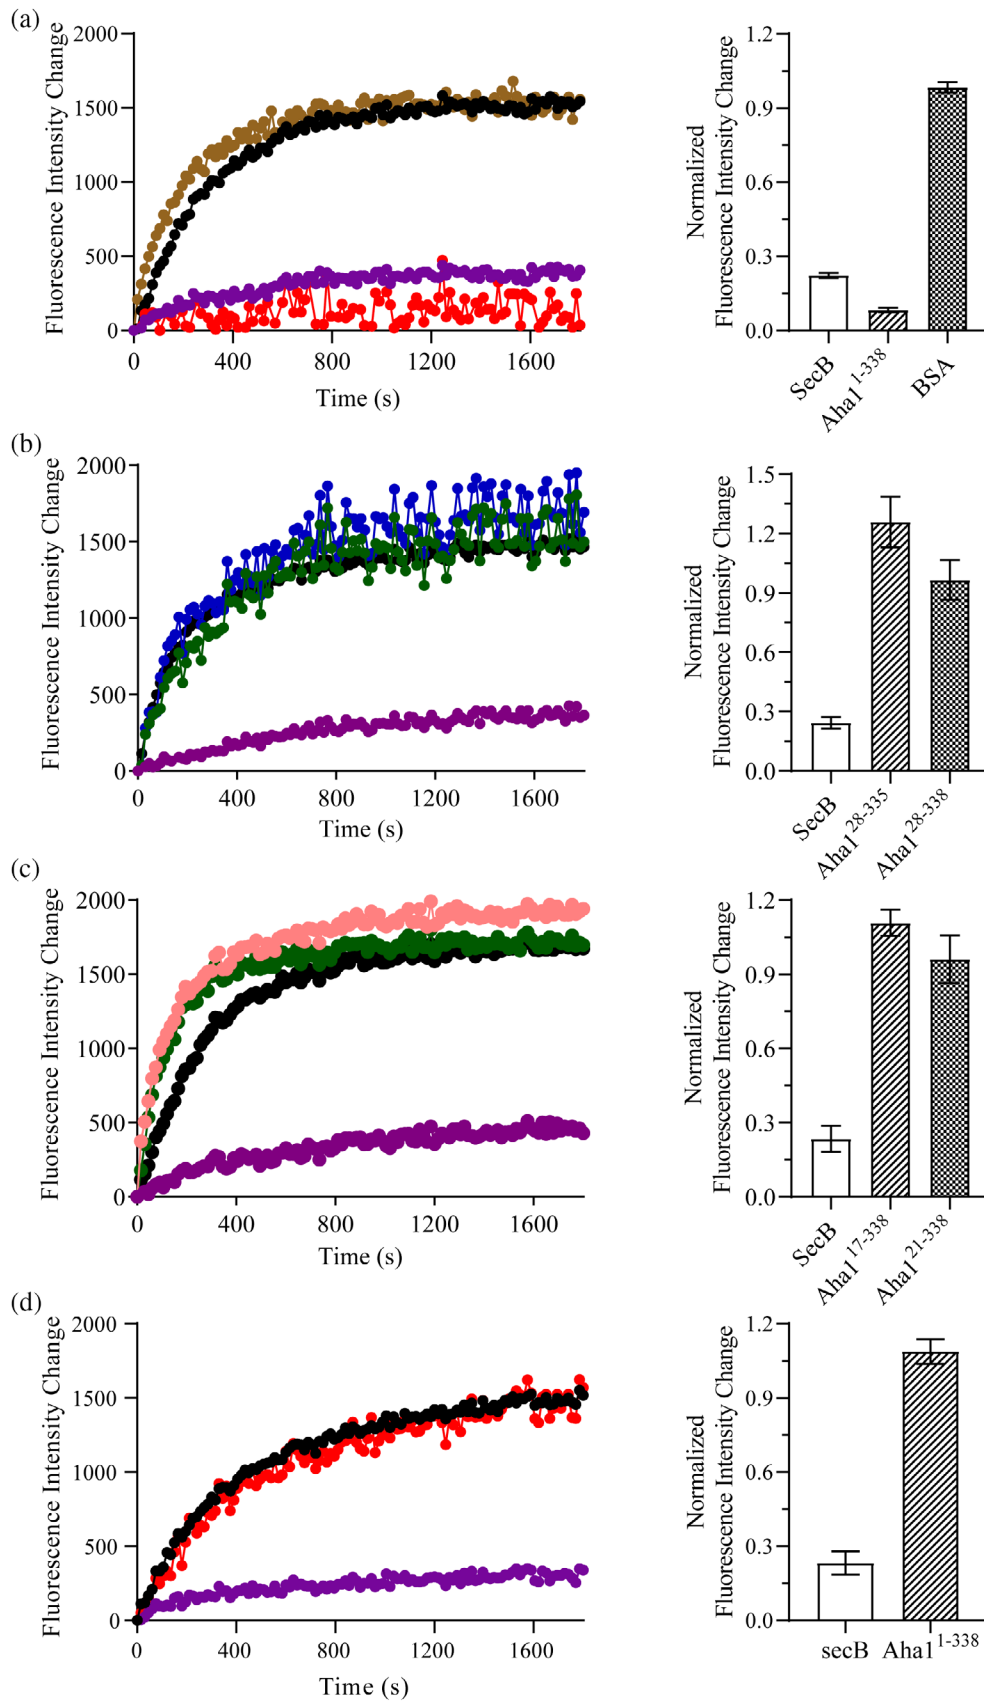 (a)
Fluorescence Intensity Change
2000
1500
1000
500
0
0 400 800 1200 1600
Time (s)
Normalized
Fluorescence Intensity Change
1.2
0.9
0.6
0.3
0.0
SecB Aha1^1-338 BSA
(b)
Fluorescence Intensity Change
2000
1500
1000
500
0
0 400 800 1200 1600
Time (s)
Normalized
Fluorescence Intensity Change
1.5
1.2
0.9
0.6
0.3
0.0
SecB Aha1^28-335 Aha1^28-338
(c)
Fluorescence Intensity Change
2000
1500
1000
500
0
0 400 800 1200 1600
Time (s)
Normalized
Fluorescence Intensity Change
1.2
0.9
0.6
0.3
0.0
SecB Aha1^17-338 Aha1^21-338
(d)
Fluorescence Intensity Change
2000
1500
1000
500
0
0 400 800 1200 1600
Time (s)
Normalized
Fluorescence Intensity Change
1.2
0.9
0.6
0.3
0.0
secB Aha1^1-338